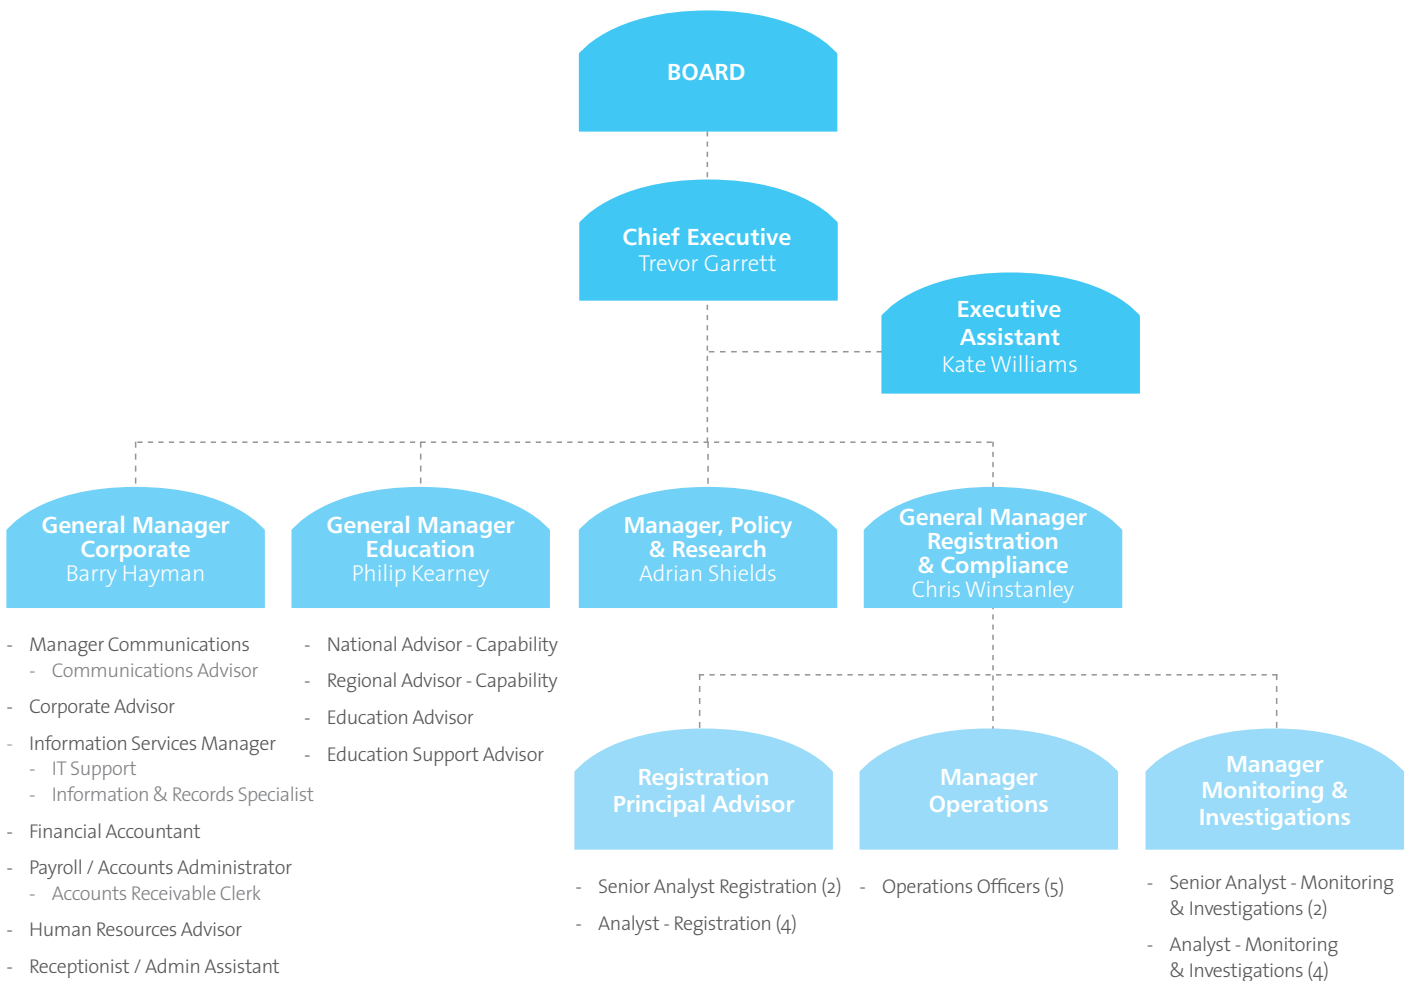 BOARD
Chief Executive
Trevor Garrett
Executive
Assistant
Kate Williams
General Manager
Corporate
Barry Hayman
- Manager Communications
- Communications Advisor
- Corporate Advisor
- Information Services Manager
- IT Support
- Information & Records Specialist
- Financial Accountant
- Payroll / Accounts Administrator
- Accounts Receivable Clerk
- Human Resources Advisor
- Receptionist / Admin Assistant
General Manager
Education
Philip Kearney
- National Advisor - Capability
- Regional Advisor - Capability
- Education Advisor
- Education Support Advisor
Manager, Policy
& Research
Adrian Shields
General Manager
Registration
& Compliance
Chris Winstanley
Registration
Principal Advisor
- Senior Analyst Registration (2)
- Analyst - Registration (4)
Manager
Operations
- Operations Officers (5)
Manager
Monitoring &
Investigations
- Senior Analyst - Monitoring
& Investigations (2)
- Analyst - Monitoring
& Investigations (4)